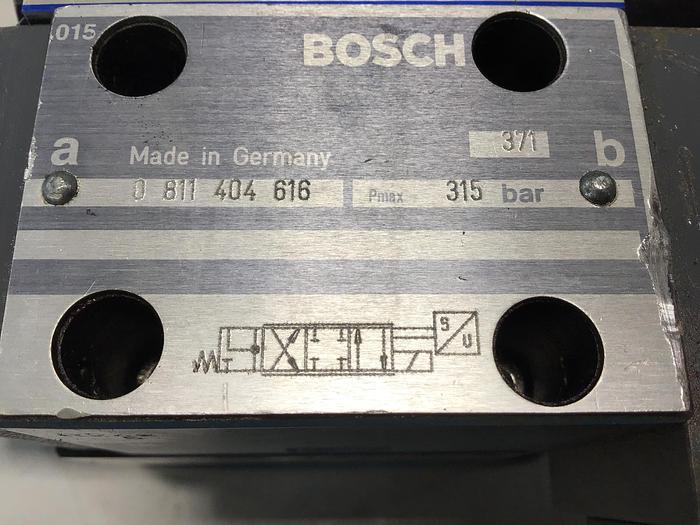 .015
BOSCH
371
a
b
Made in Germany
0 811 404 616
Pmax 315 bar
S
U